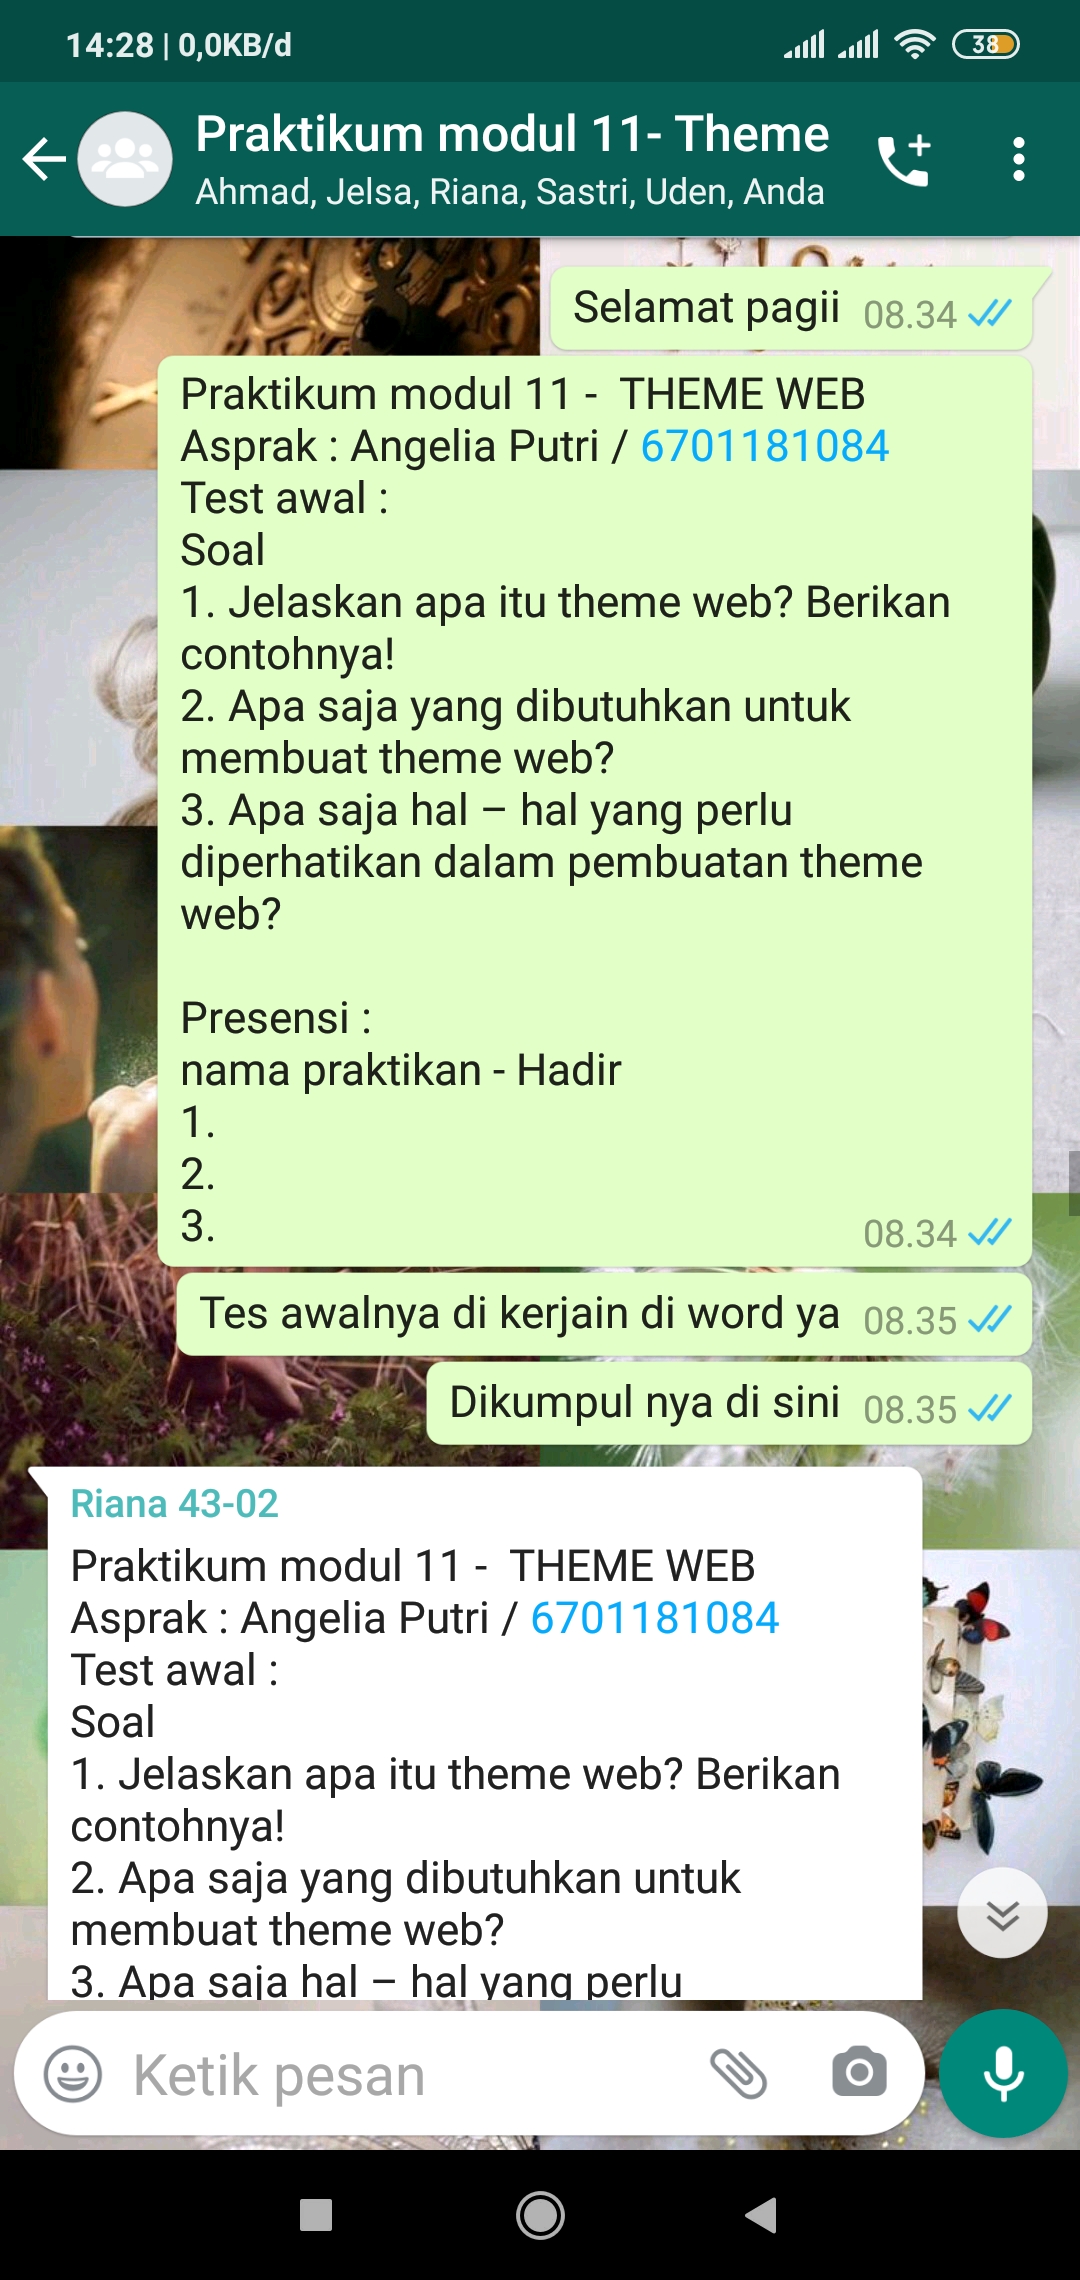 14:28 | 0,0KB/d
38
Praktikum modul 11- Theme
Ahmad, Jelsa, Riana, Sastri, Uden, Anda
Selamat pagii 08.34
Praktikum modul 11 - THEME WEB
Asprak : Angelia Putri / 6701181084
Test awal :
Soal
1. Jelaskan apa itu theme web? Berikan
contohnya!
2. Apa saja yang dibutuhkan untuk
membuat theme web?
3. Apa saja hal – hal yang perlu
diperhatikan dalam pembuatan theme
web?
Presensi :
nama praktikan - Hadir
1.
2.
3.
08.34
Tes awalnya di kerjain di word ya 08.35
Dikumpul nya di sini 08.35
Riana 43-02
Praktikum modul 11 - THEME WEB
Asprak : Angelia Putri / 6701181084
Test awal :
Soal
1. Jelaskan apa itu theme web? Berikan
contohnya!
2. Apa saja yang dibutuhkan untuk
membuat theme web?
3. Apa saja hal – hal yang perlu
Ketik pesan